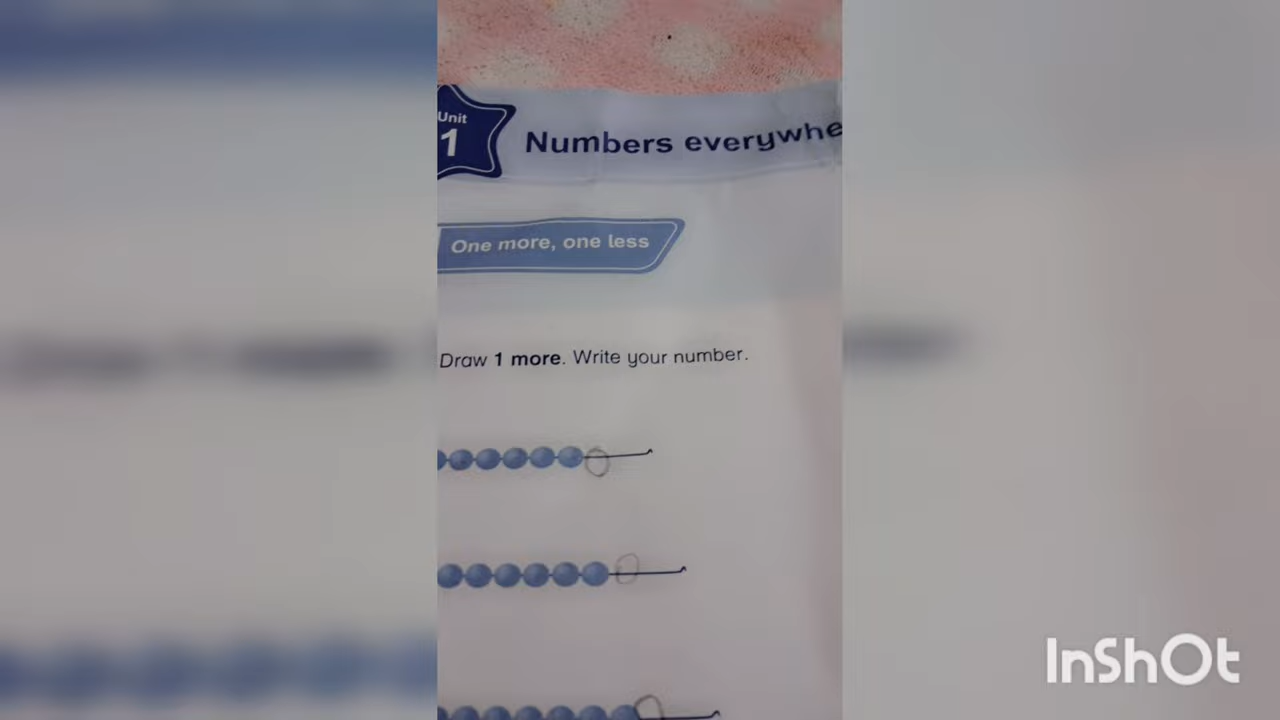 Unit
1
Numbers everywhe
One more, one less
Draw 1 more. Write your number.
InShOt